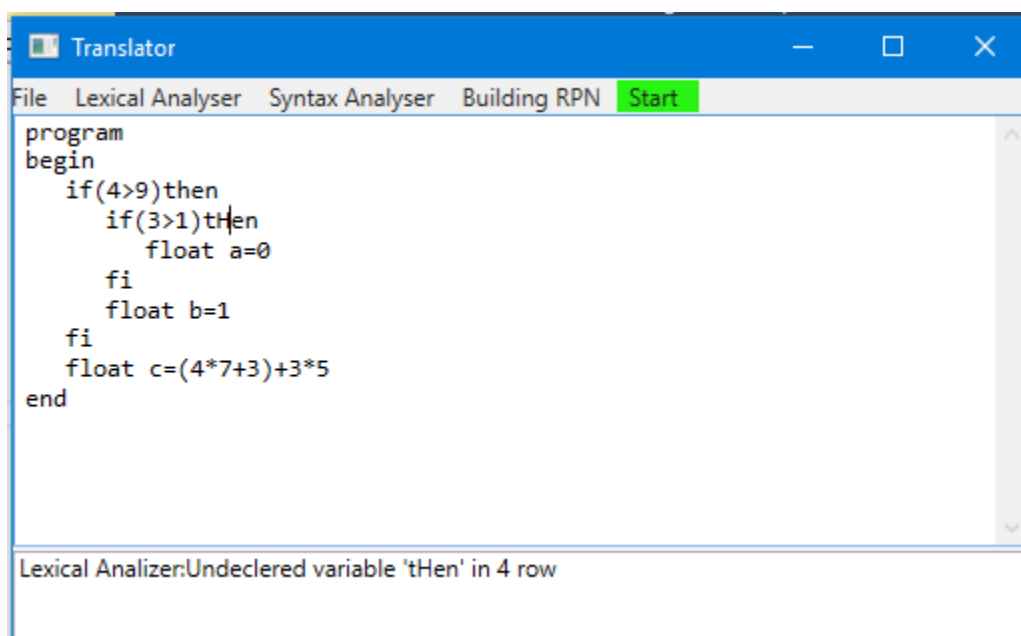 Translator
File Lexical Analyser Syntax Analyser Building RPN Start
program
begin
if(4>9)then
if(3>1)tHen
float a=0
fi
float b=1
fi
float c=(4*7+3)+3*5
end
Lexical Analizer:Undeclered variable 'tHen' in 4 row